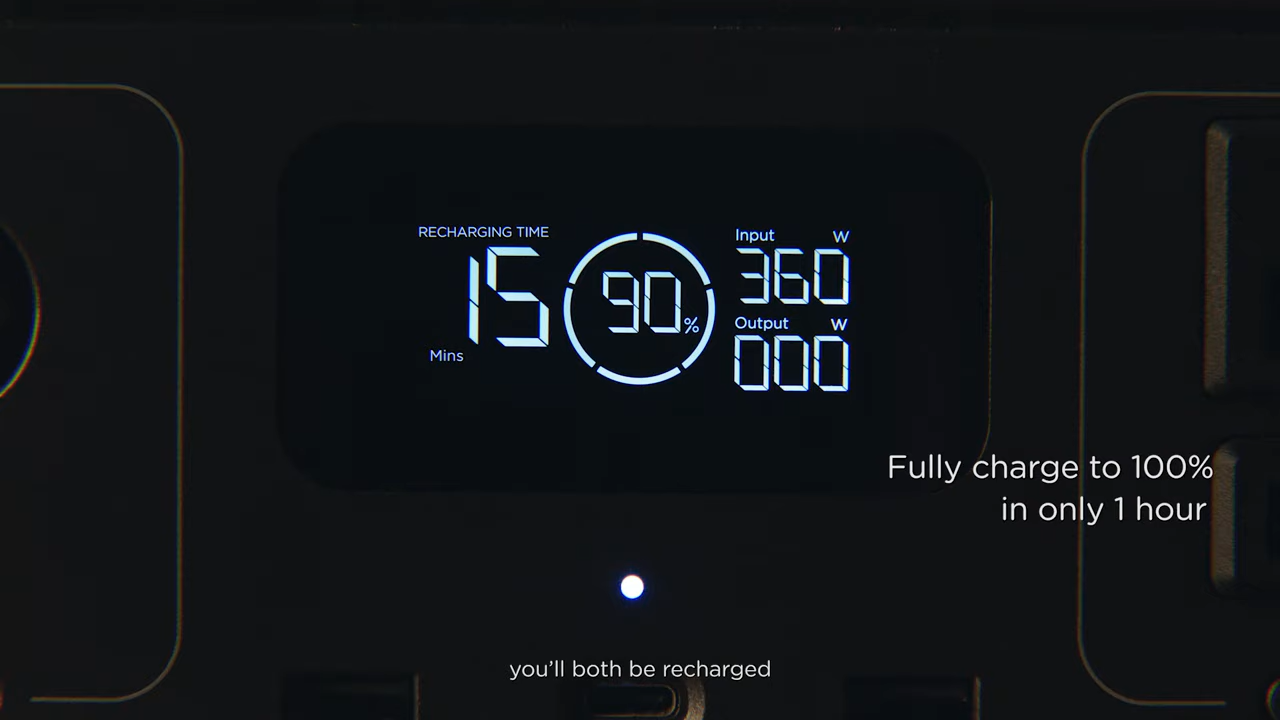 RECHARGING TIME
15
Mins
90%
Input W
360
Output W
000
Fully charge to 100%
in only 1 hour
you'll both be recharged